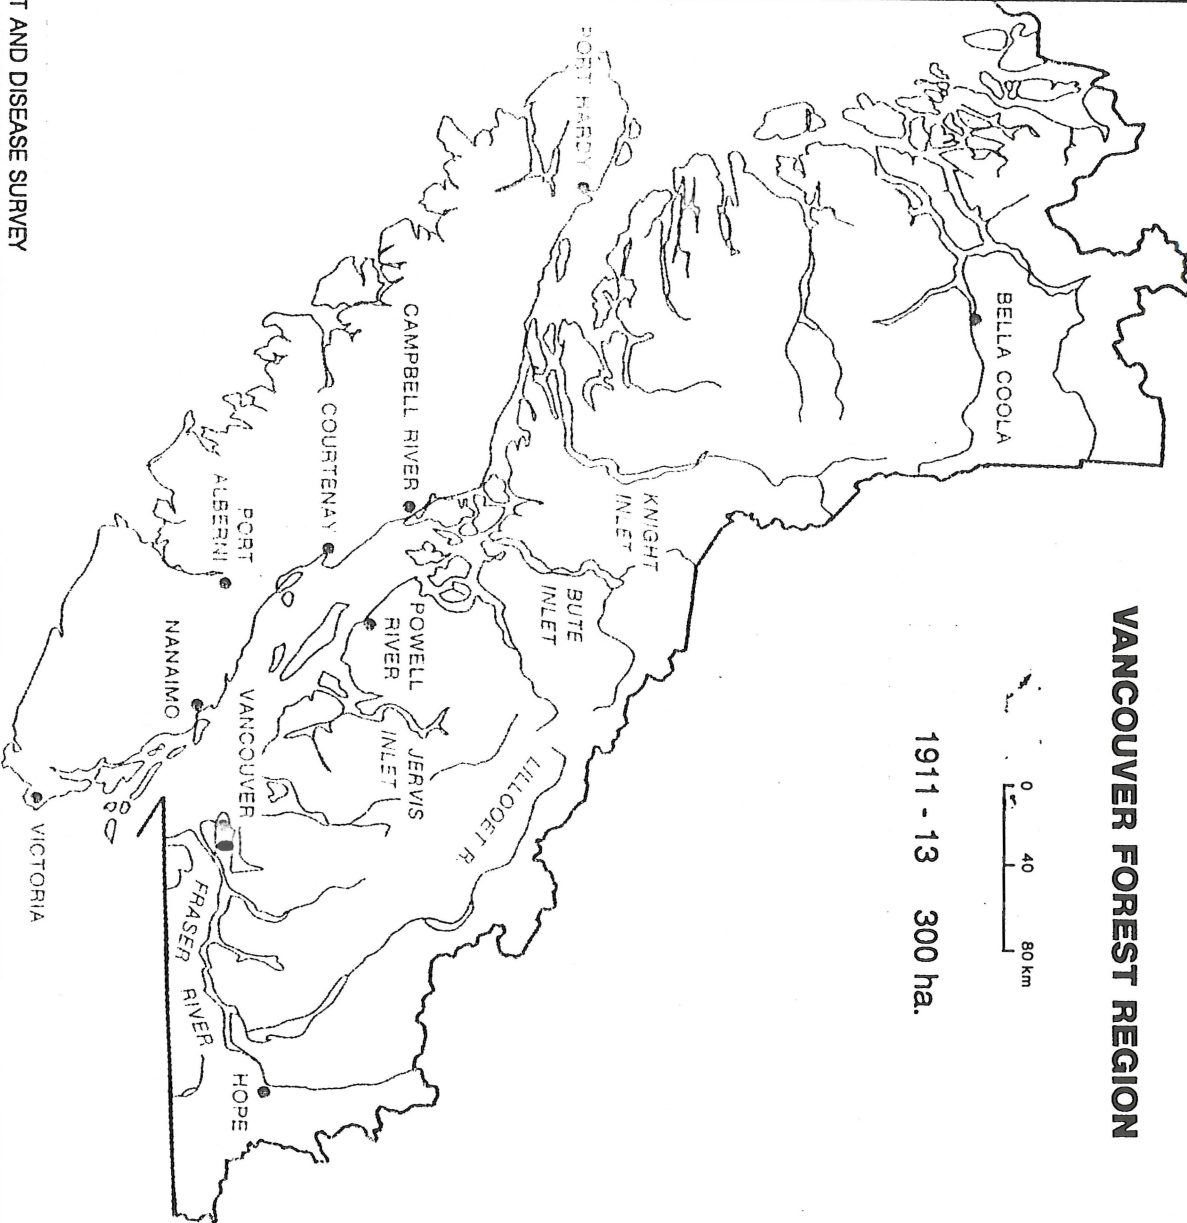 VANCOUVER FOREST REGION
0 40 80 km
1911 - 13 300 ha.
BELLA COOLA
PORT HARDY
KNIGHT
INLET
BUTE
INLET
CAMPBELL RIVER
COURTENAY
POWELL
RIVER
JERVIS
INLET
LILLOOET R.
PORT
ALBERNI
NANAIMO
VANCOUVER
HOPE
FRASER RIVER
VICTORIA
AND DISEASE SURVEY